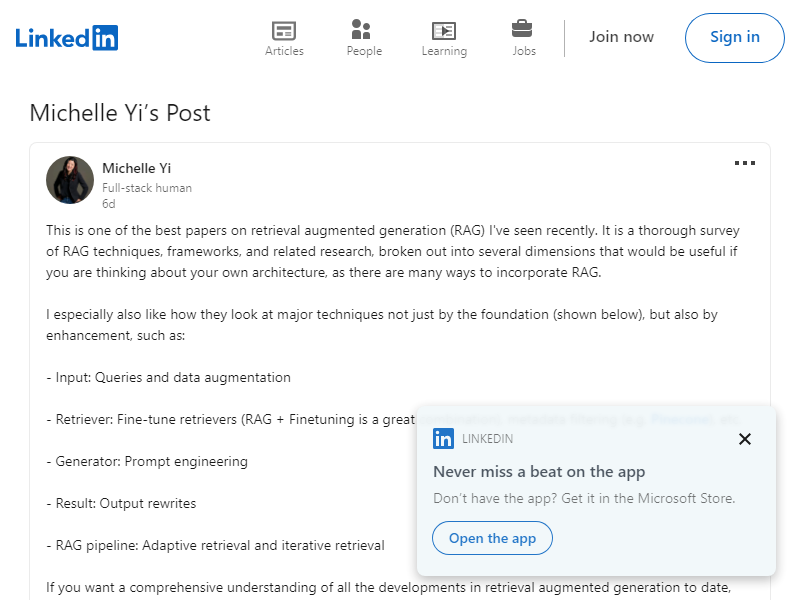 Linkedin
Articles
People
Learning
Jobs
Join now
Sign in
Michelle Yi’s Post
Michelle Yi
Full-stack human
6d
This is one of the best papers on retrieval augmented generation (RAG) I've seen recently. It is a thorough survey
of RAG techniques, frameworks, and related research, broken out into several dimensions that would be useful if
you are thinking about your own architecture, as there are many ways to incorporate RAG.
I especially also like how they look at major techniques not just by the foundation (shown below), but also by
enhancement, such as:
- Input: Queries and data augmentation
- Retriever: Fine-tune retrievers (RAG + Finetuning is a great
- Generator: Prompt engineering
- Result: Output rewrites
- RAG pipeline: Adaptive retrieval and iterative retrieval
If you want a comprehensive understanding of all the developments in retrieval augmented generation to date,
LINKEDIN
Never miss a beat on the app
Don’t have the app? Get it in the Microsoft Store.
Open the app